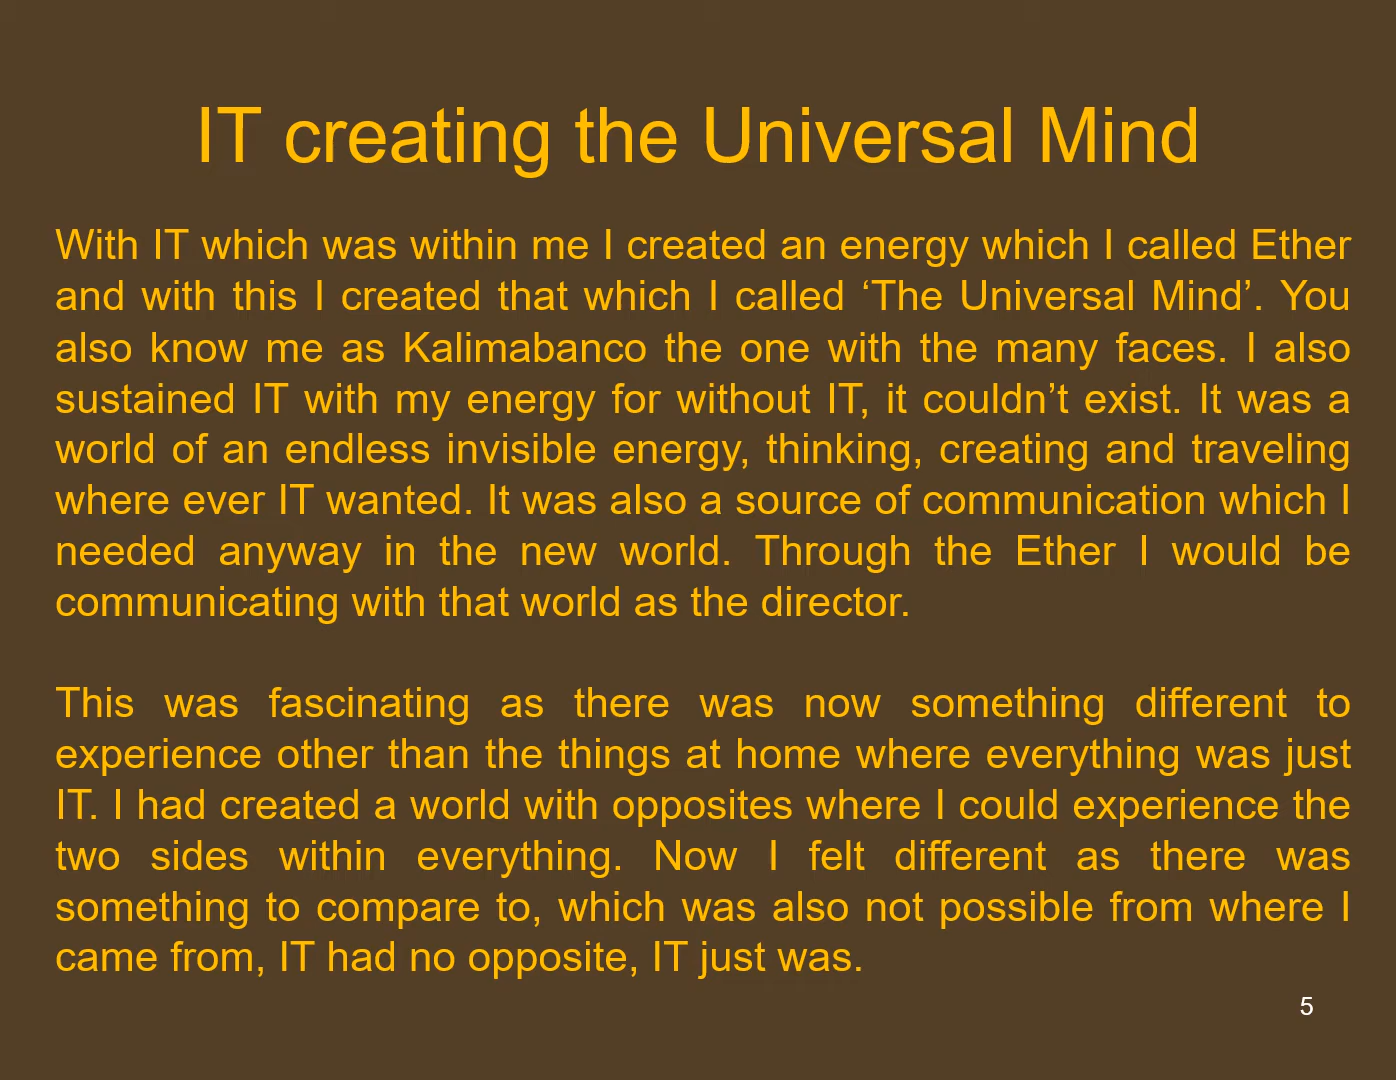 IT creating the Universal Mind
With IT which was within me I created an energy which I called Ether
and with this I created that which I called ‘The Universal Mind’. You
also know me as Kalimabanco the one with the many faces. I also
sustained IT with my energy for without IT, it couldn’t exist. It was a
world of an endless invisible energy, thinking, creating and traveling
where ever IT wanted. It was also a source of communication which I
needed anyway in the new world. Through the Ether I would be
communicating with that world as the director.
This was fascinating as there was now something different to
experience other than the things at home where everything was just
IT. I had created a world with opposites where I could experience the
two sides within everything. Now I felt different as there was
something to compare to, which was also not possible from where I
came from, IT had no opposite, IT just was.
5